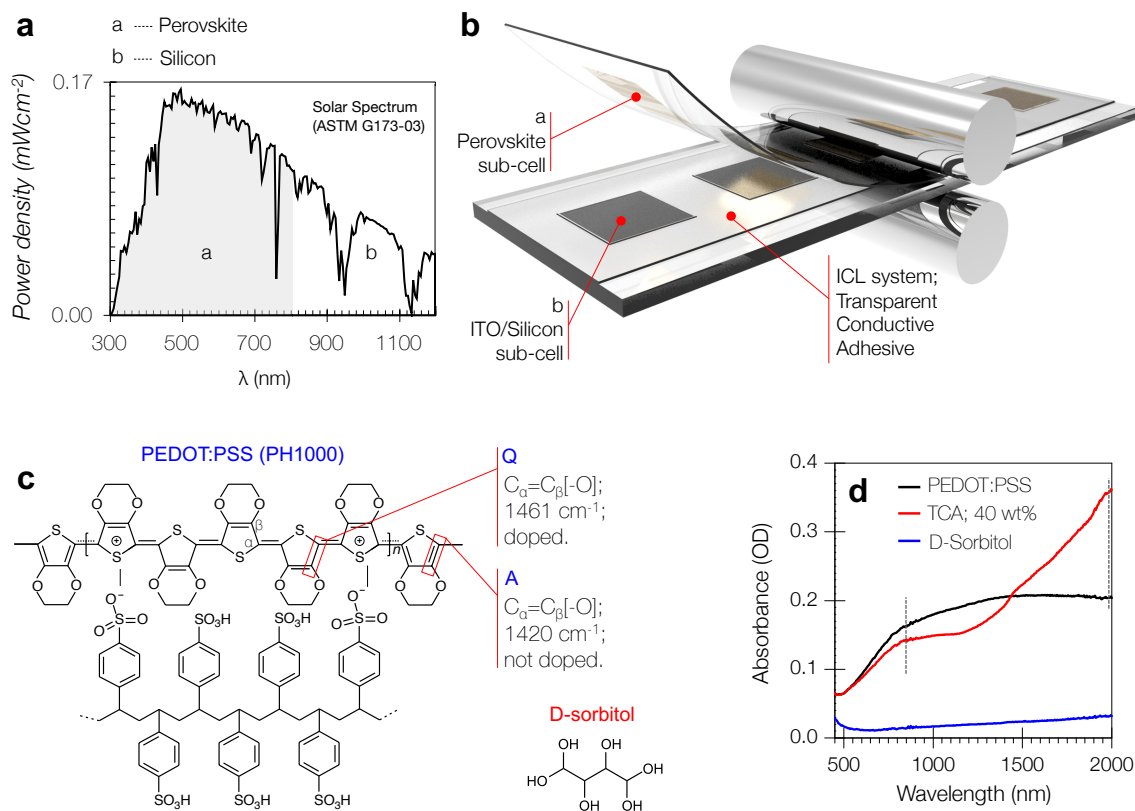 a
a ····· Perovskite
b ····· Silicon
0.17
Solar Spectrum
(ASTM G173-03)
Power density (mWcm⁻²)
a
b
0.00
300
500
700
900
1100
λ (nm)
b
a
Perovskite
sub-cell
b
ITO/Silicon
sub-cell
ICL system;
Transparent
Conductive
Adhesive
c
PEDOT:PSS (PH1000)
O O O O O O
S S S S
β
α
n
S S S
O O O O O O O O
O⁻ O⁻
O=S=O SO₃H SO₃H O=S=O
SO₃H SO₃H SO₃H
Q
Cα=Cβ[-O];
1461 cm⁻¹;
doped.
A
Cα=Cβ[-O];
1420 cm⁻¹;
not doped.
D-sorbitol
OH OH OH
HO OH
OH OH OH
d
0.4
0.3
0.2
0.1
0.0
Absorbance (OD)
PEDOT:PSS
TCA; 40 wt%
D-Sorbitol
500
1000
1500
2000
Wavelength (nm)